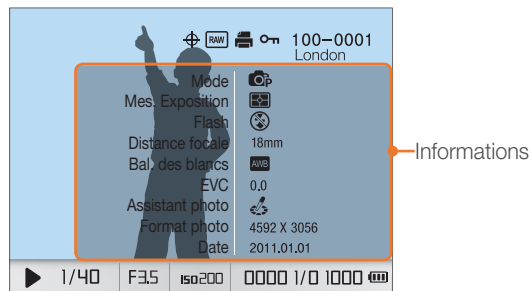 RAW 100-0001
London
Mode P
Mes. Exposition
Flash
Distance focale 18mm
Bal. des blancs AWB
EVC 0.0
Assistant photo
Format photo 4592 X 3056
Date 2011.01.01
Informations
1/40 F3.5 ISO200 0000 1/0 1000